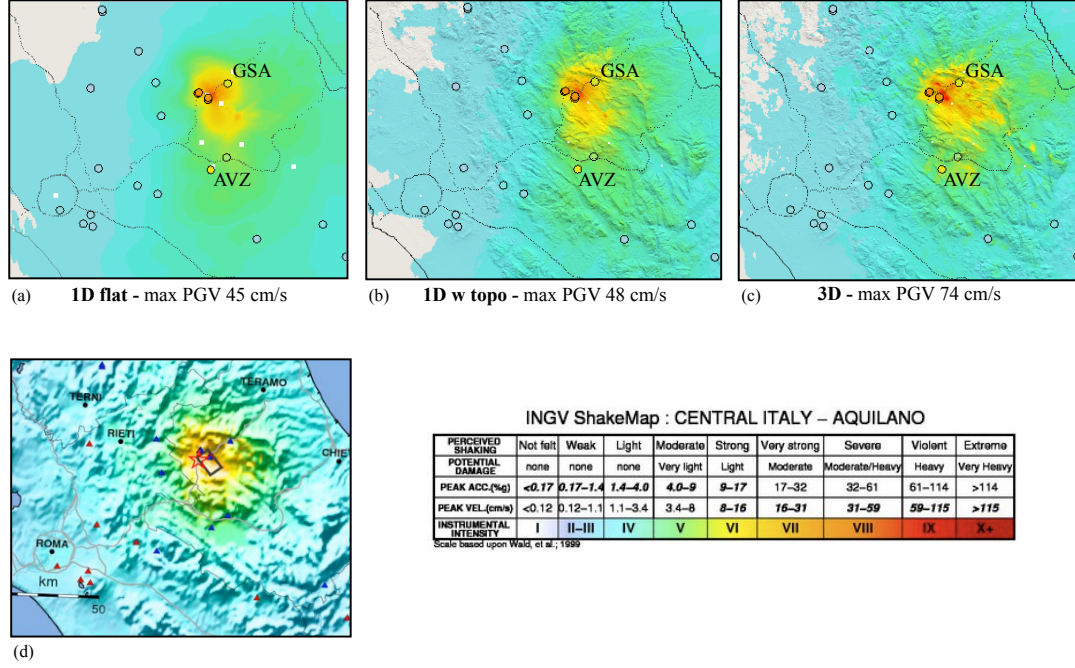 GSA
AVZ
(a) 1D flat - max PGV 45 cm/s
GSA
AVZ
(b) 1D w topo - max PGV 48 cm/s
GSA
AVZ
(c) 3D - max PGV 74 cm/s
TERAMO
TERNI
RIETI
CHIE
ROMA
km
50
(d)
INGV ShakeMap : CENTRAL ITALY – AQUILANO
PERCEIVED SHAKING Not felt Weak Light Moderate Strong Very strong Severe Violent Extreme
POTENTIAL DAMAGE none none none Very light Light Moderate Moderate/Heavy Heavy Very Heavy
PEAK ACC.(%g) <0.17 0.17–1.4 1.4–4.0 4.0–9 9–17 17–32 32–61 61–114 >114
PEAK VEL.(cm/s) <0.12 0.12–1.1 1.1–3.4 3.4–8 8–16 16–31 31–59 59–115 >115
INSTRUMENTAL INTENSITY I II–III IV V VI VII VIII IX X+
Scale based upon Wald, et al.; 1999